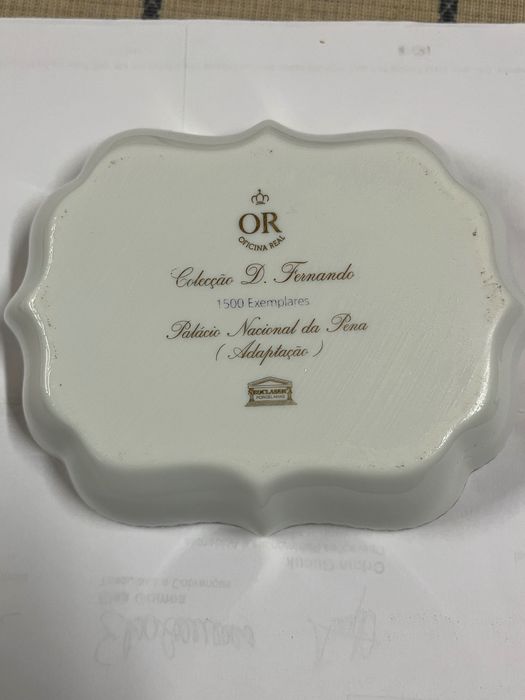 OR
OFICINA REAL
Colecção D. Fernando
1500 Exemplares
Palácio Nacional da Pena
( Adaptação )
PORCELANAS